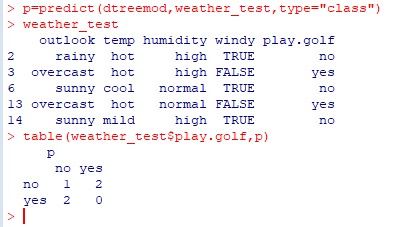 > p=predict(dtreemod,weather_test,type="class")
> weather_test
outlook temp humidity windy play.golf
2 rainy hot high TRUE no
3 overcast hot high FALSE yes
6 sunny cool normal TRUE no
13 overcast hot normal FALSE yes
14 sunny mild high TRUE no
> table(weather_test$play.golf,p)
p
no yes
no 1 2
yes 2 0
>